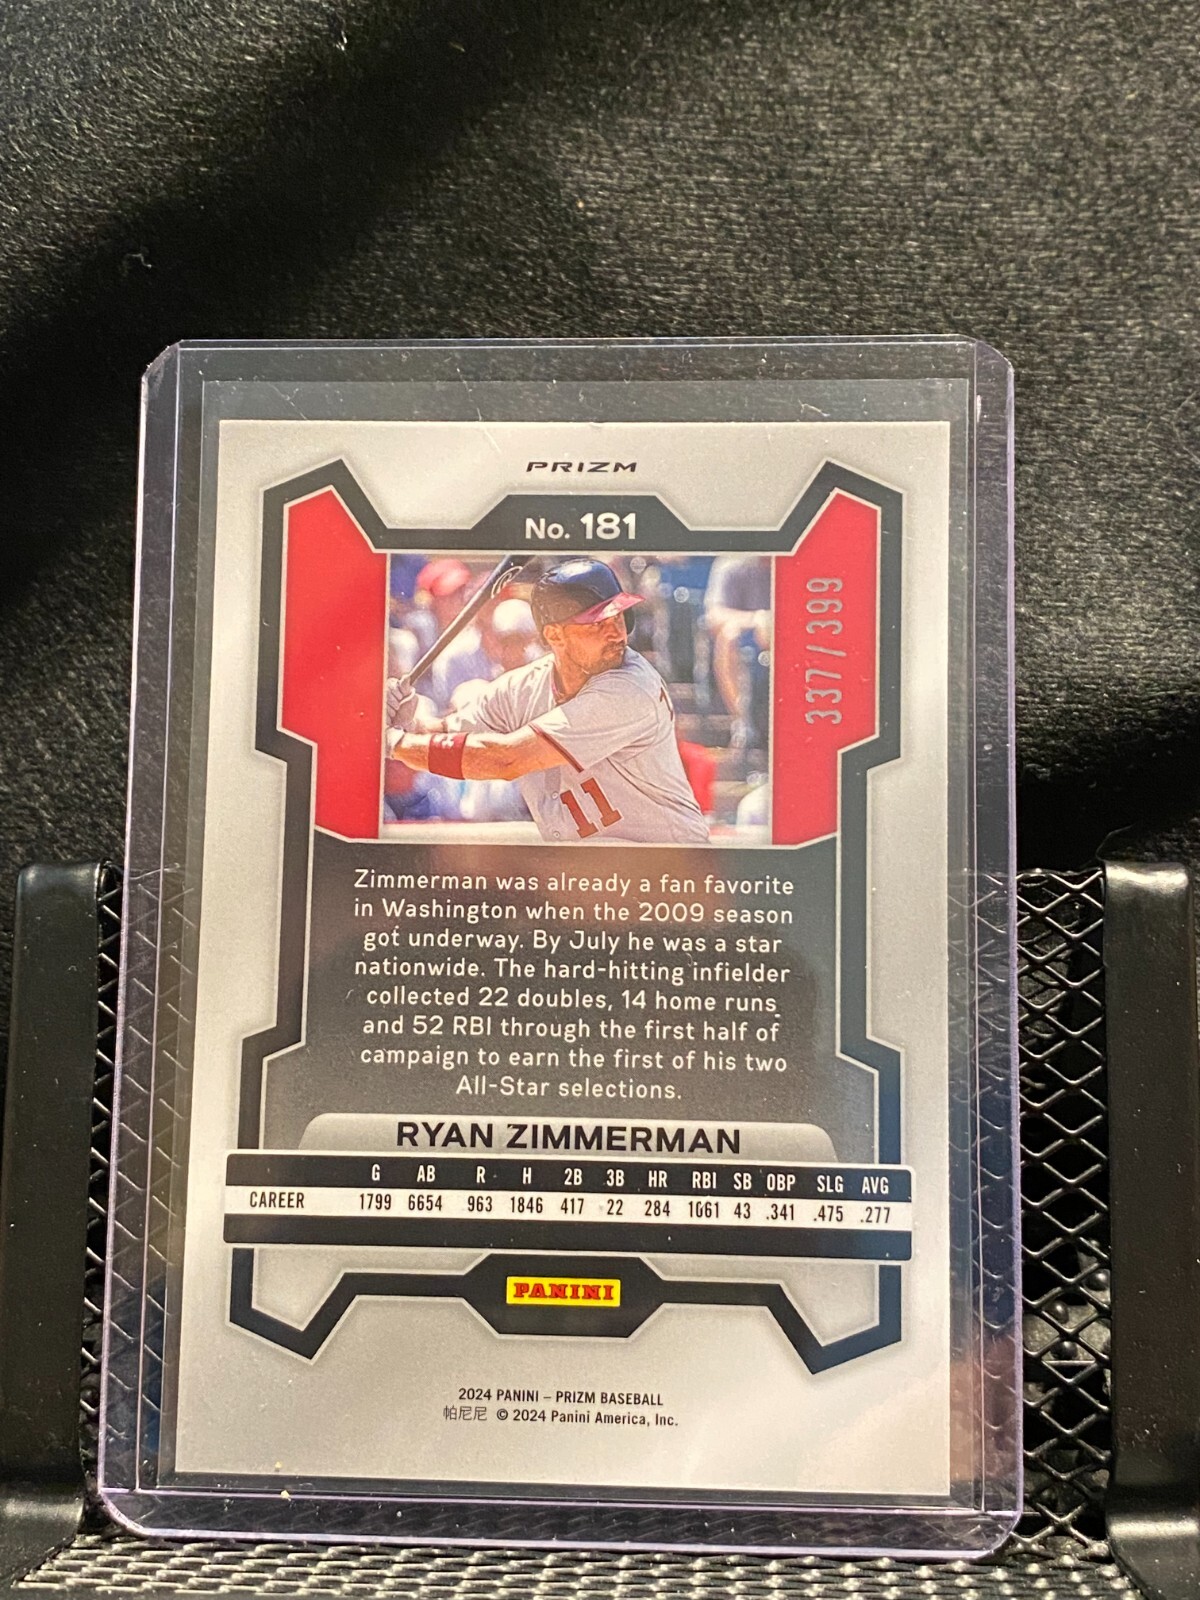 PRIZM
No. 181
337/399
11
Zimmerman was already a fan favorite
in Washington when the 2009 season
got underway. By July he was a star
nationwide. The hard-hitting infielder
collected 22 doubles, 14 home runs
and 52 RBI through the first half of
campaign to earn the first of his two
All-Star selections.
RYAN ZIMMERMAN
G AB R H 2B 3B HR RBI SB OBP SLG AVG
CAREER 1799 6654 963 1846 417 22 284 1061 43 .341 .475 .277
PANINI
2024 PANINI – PRIZM BASEBALL
帕尼尼 © 2024 Panini America, Inc.